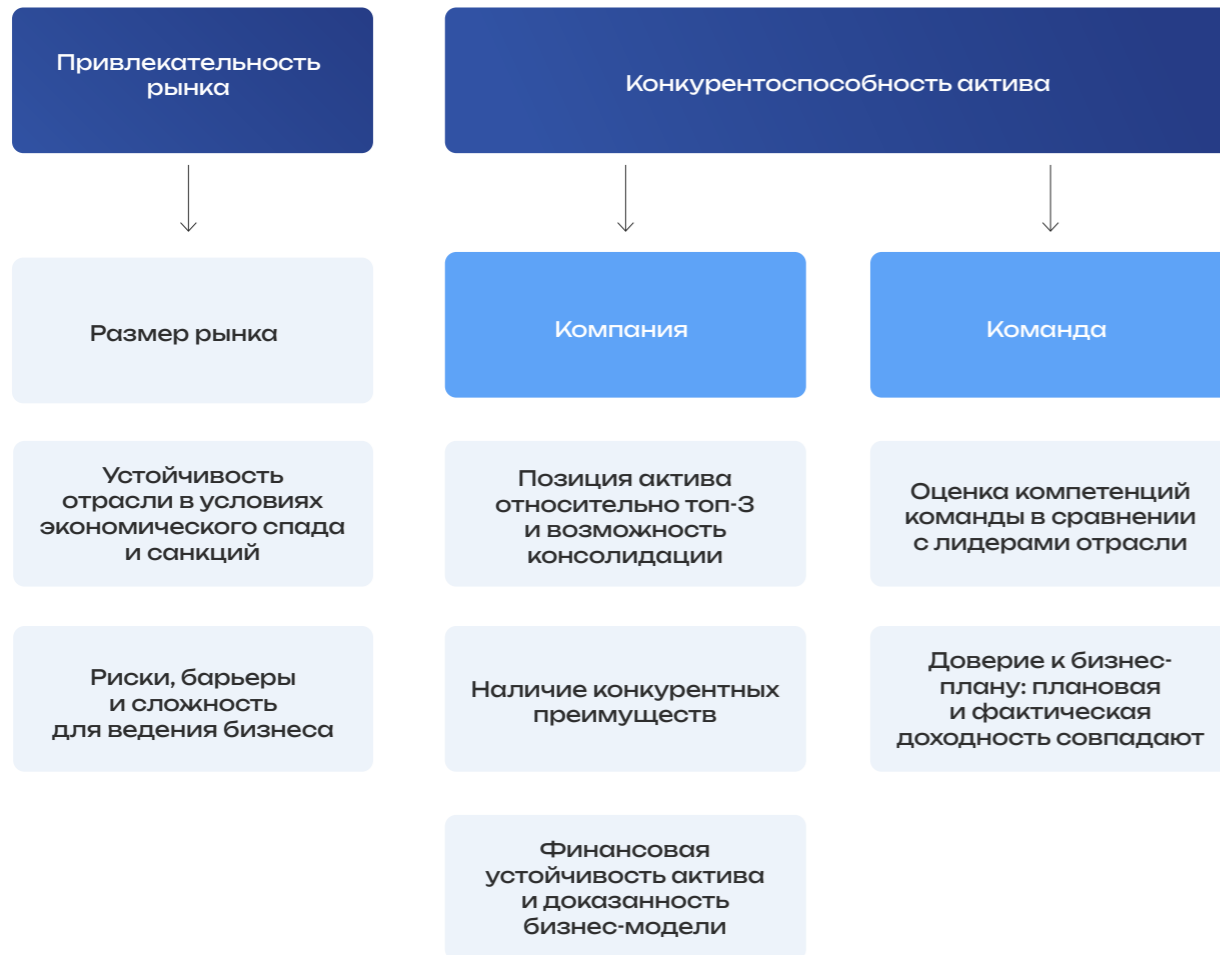 Привлекательность
рынка
Конкурентоспособность актива
Размер рынка
Компания
Команда
Устойчивость
отрасли в условиях
экономического спада
и санкций
Позиция актива
относительно топ-3
и возможность
консолидации
Оценка компетенций
команды в сравнении
с лидерами отрасли
Риски, барьеры
и сложность
для ведения бизнеса
Наличие конкурентных
преимуществ
Доверие к бизнес-
плану: плановая
и фактическая
доходность совпадают
Финансовая
устойчивость актива
и доказанность
бизнес-модели